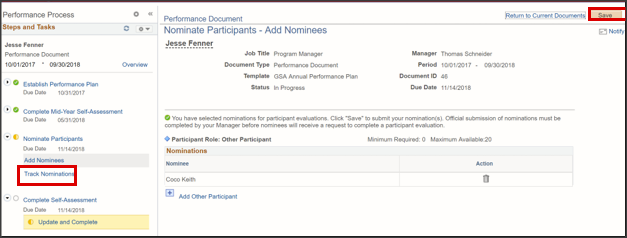 Performance Process
Steps and Tasks
Jesse Fenner
Performance Document
10/01/2017 - 09/30/2018
Overview
Establish Performance Plan
Due Date 10/31/2017
Complete Mid-Year Self-Assessment
Due Date 05/31/2018
Nominate Participants
Due Date 11/14/2018
Add Nominees
Track Nominations
Complete Self-Assessment
Due Date 11/14/2018
Update and Complete
Performance Document
Return to Current Documents
Save
Nominate Participants - Add Nominees
Notify
Jesse Fenner
Job Title Program Manager
Manager Thomas Schneider
Document Type Performance Document
Period 10/01/2017 - 09/30/2018
Template GSA Annual Performance Plan
Document ID 46
Status In Progress
Due Date 11/14/2018
You have selected nominations for participant evaluations. Click "Save" to submit your nomination(s). Official submission of nominations must be
completed by your Manager before nominees will receive a request to complete a participant evaluation.
Participant Role: Other Participant
Minimum Required: 0 Maximum Available:20
Nominations
Nominee Action
Coco Keith
Add Other Participant